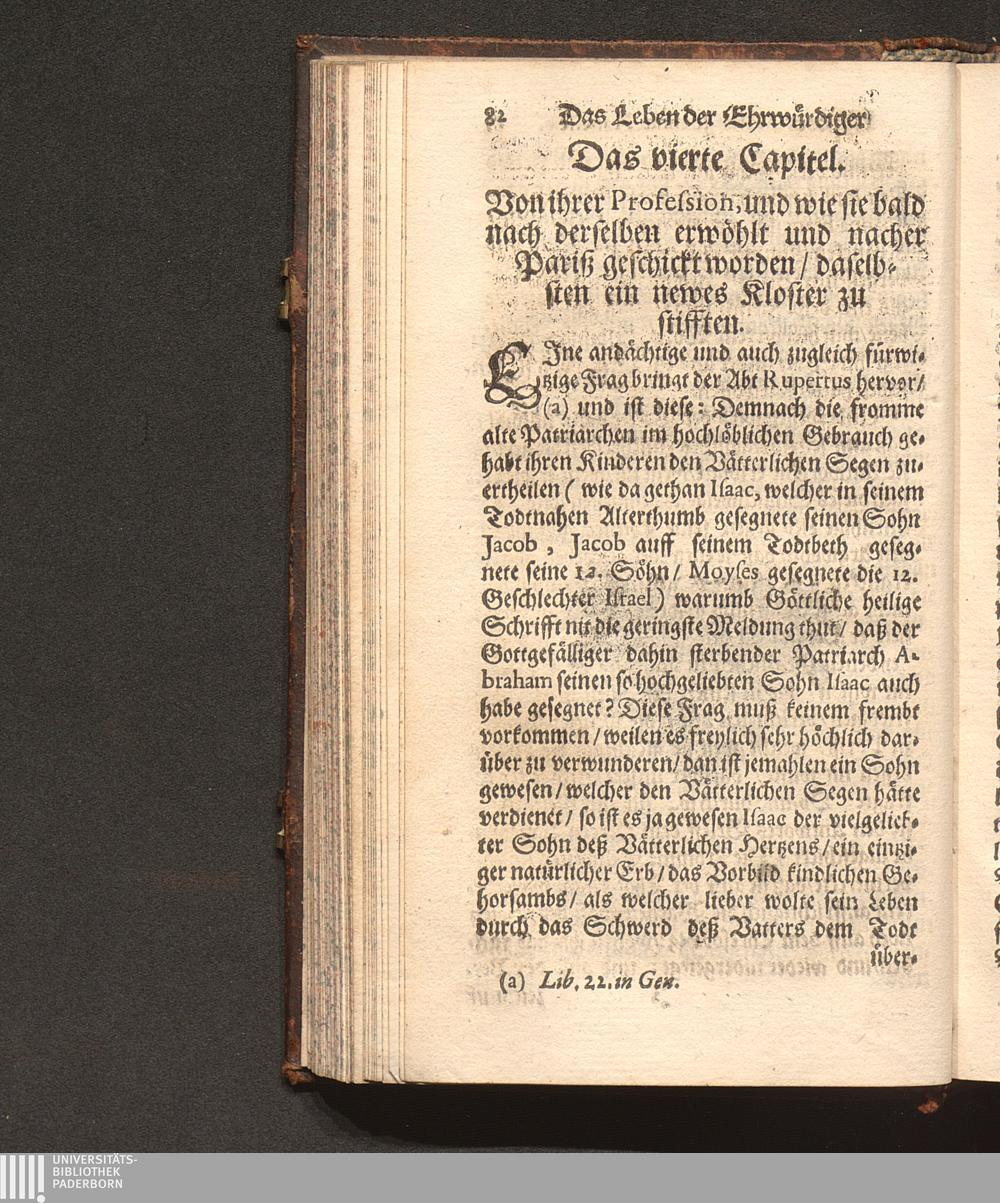 82 Das Leben der Ehrwürdiger
Das vierte Capitel.
Von ihrer Profeſsion, und wie ſie bald
nach derſelben erwöhlt und nacher
Pariß geſchickt worden / daſelb⸗
ſten ein newes Kloſter zu
ſtifften.
EIne andächtige und auch zugleich fürwi⸗
tzige Frag bringt der Abt Rupertus hervor /
(a) und iſt dieſe: Demnach die fromme
alte Patriarchen im hochlöblichen Gebrauch ge⸗
habt ihren Kinderen den Vätterlichen Segen zu⸗
ertheilen ( wie da gethan Iſaac, welcher in ſeinem
Todtnahen Alterthumb geſegnete ſeinen Sohn
Jacob, Jacob auff ſeinem Todtbeth geſeg⸗
nete ſeine 12. Söhn / Moyſes geſegnete die 12.
Geſchlechter Iſrael ) warumb Göttliche heilige
Schrifft nit die geringſte Meldung thut / daß der
Gottgefälliger dahin ſterbender Patriarch A-
braham ſeinen ſo hochgeliebten Sohn Iſaac auch
habe geſegnet? Dieſe Frag muß keinem frembt
vorkommen / weilen es freylich ſehr höchlich dar⸗
über zu verwunderen / dan iſt jemahlen ein Sohn
geweſen / welcher den Vätterlichen Segen hätte
verdienet / ſo iſt es ja geweſen Iſaac der vielgelieb⸗
ter Sohn deß Vätterlichen Hertzens / ein eintzi⸗
ger natürlicher Erb / das Vorbild kindlichen Ge⸗
horſambs / als welcher lieber wolte ſein Leben
durch das Schwerd deß Vatters dem Todt
über⸗
(a) Lib. 22. in Gen.
UNIVERSITÄTS-
BIBLIOTHEK
PADERBORN